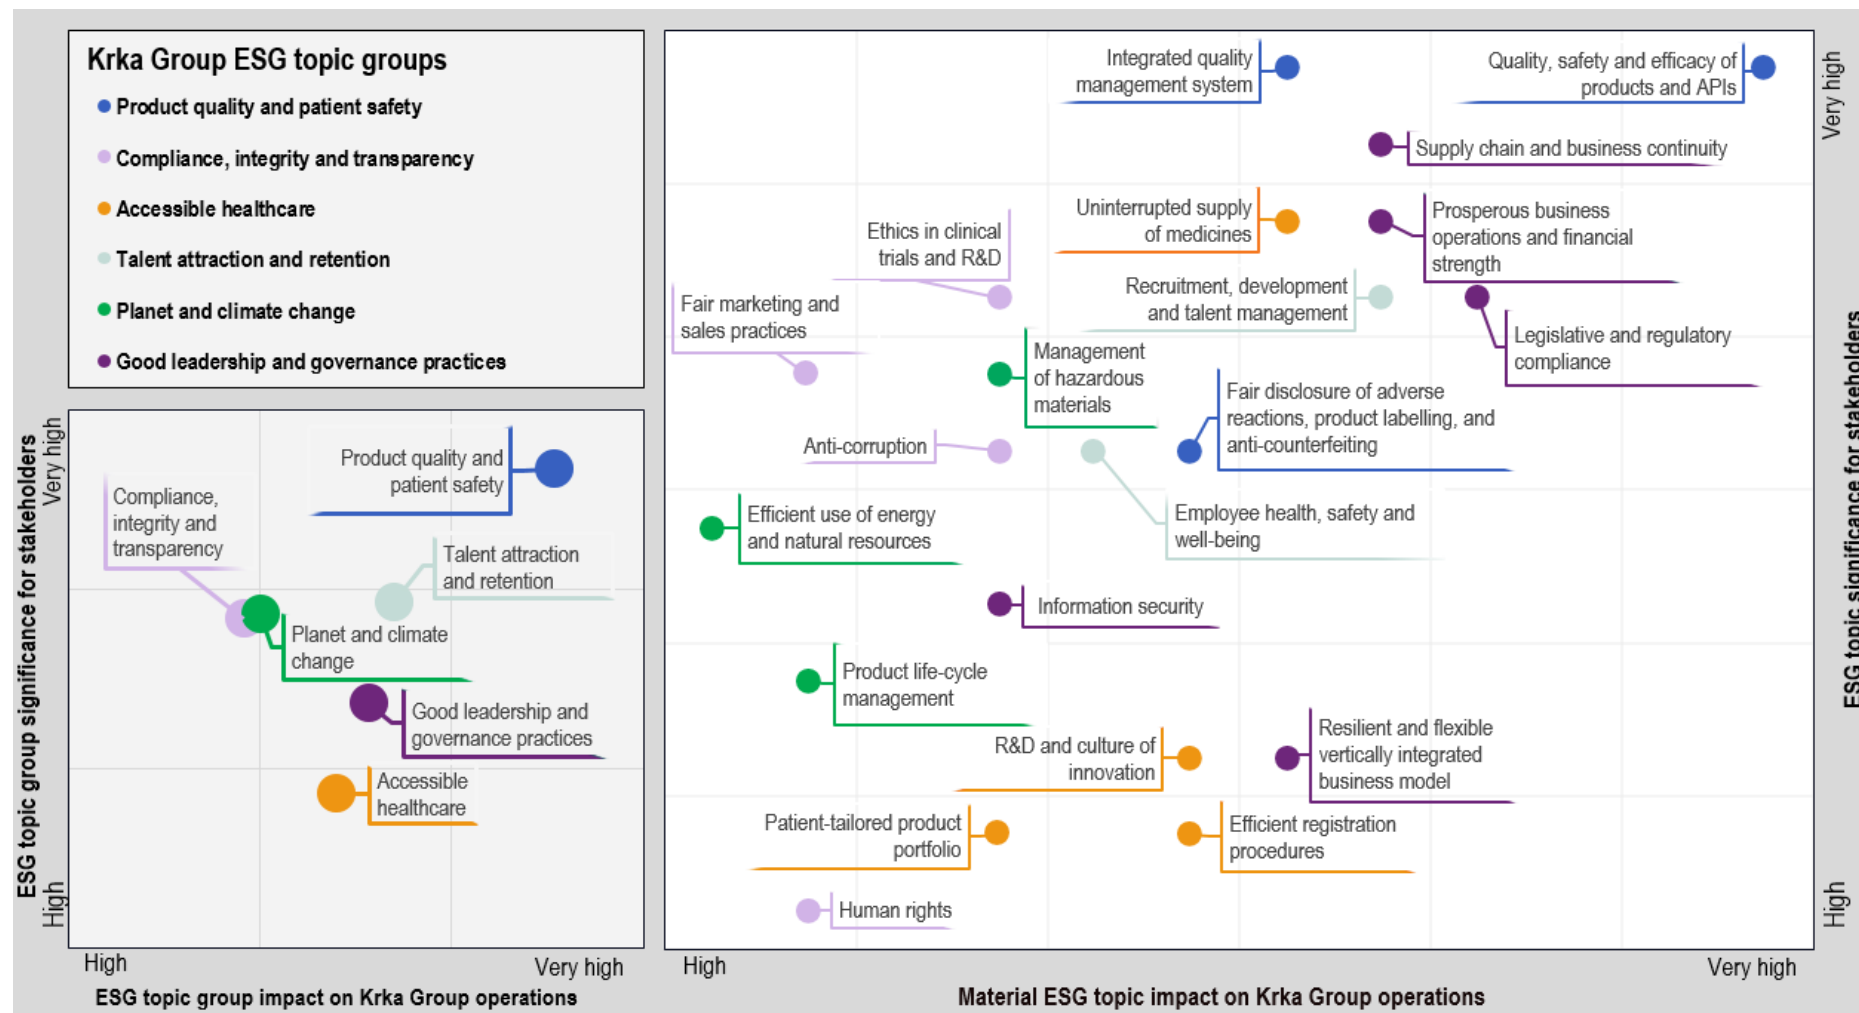 Krka Group ESG topic groups
Product quality and patient safety
Compliance, integrity and transparency
Accessible healthcare
Talent attraction and retention
Planet and climate change
Good leadership and governance practices
ESG topic group significance for stakeholders
Very high
High
Product quality and
patient safety
Compliance,
integrity and
transparency
Talent attraction
and retention
Planet and climate
change
Good leadership and
governance practices
Accessible
healthcare
High
Very high
ESG topic group impact on Krka Group operations
Integrated quality
management system
Quality, safety and efficacy of
products and APIs
Supply chain and business continuity
Uninterrupted supply
of medicines
Prosperous business
operations and financial
strength
Ethics in clinical
trials and R&D
Recruitment, development
and talent management
Fair marketing and
sales practices
Legislative and regulatory
compliance
Management
of hazardous
materials
Fair disclosure of adverse
reactions, product labelling, and
anti-counterfeiting
Anti-corruption
Employee health, safety and
well-being
Efficient use of energy
and natural resources
Information security
Product life-cycle
management
R&D and culture of
innovation
Resilient and flexible
vertically integrated
business model
Patient-tailored product
portfolio
Efficient registration
procedures
Human rights
High
Very high
Material ESG topic impact on Krka Group operations
Very high
High
ESG topic significance for stakeholders